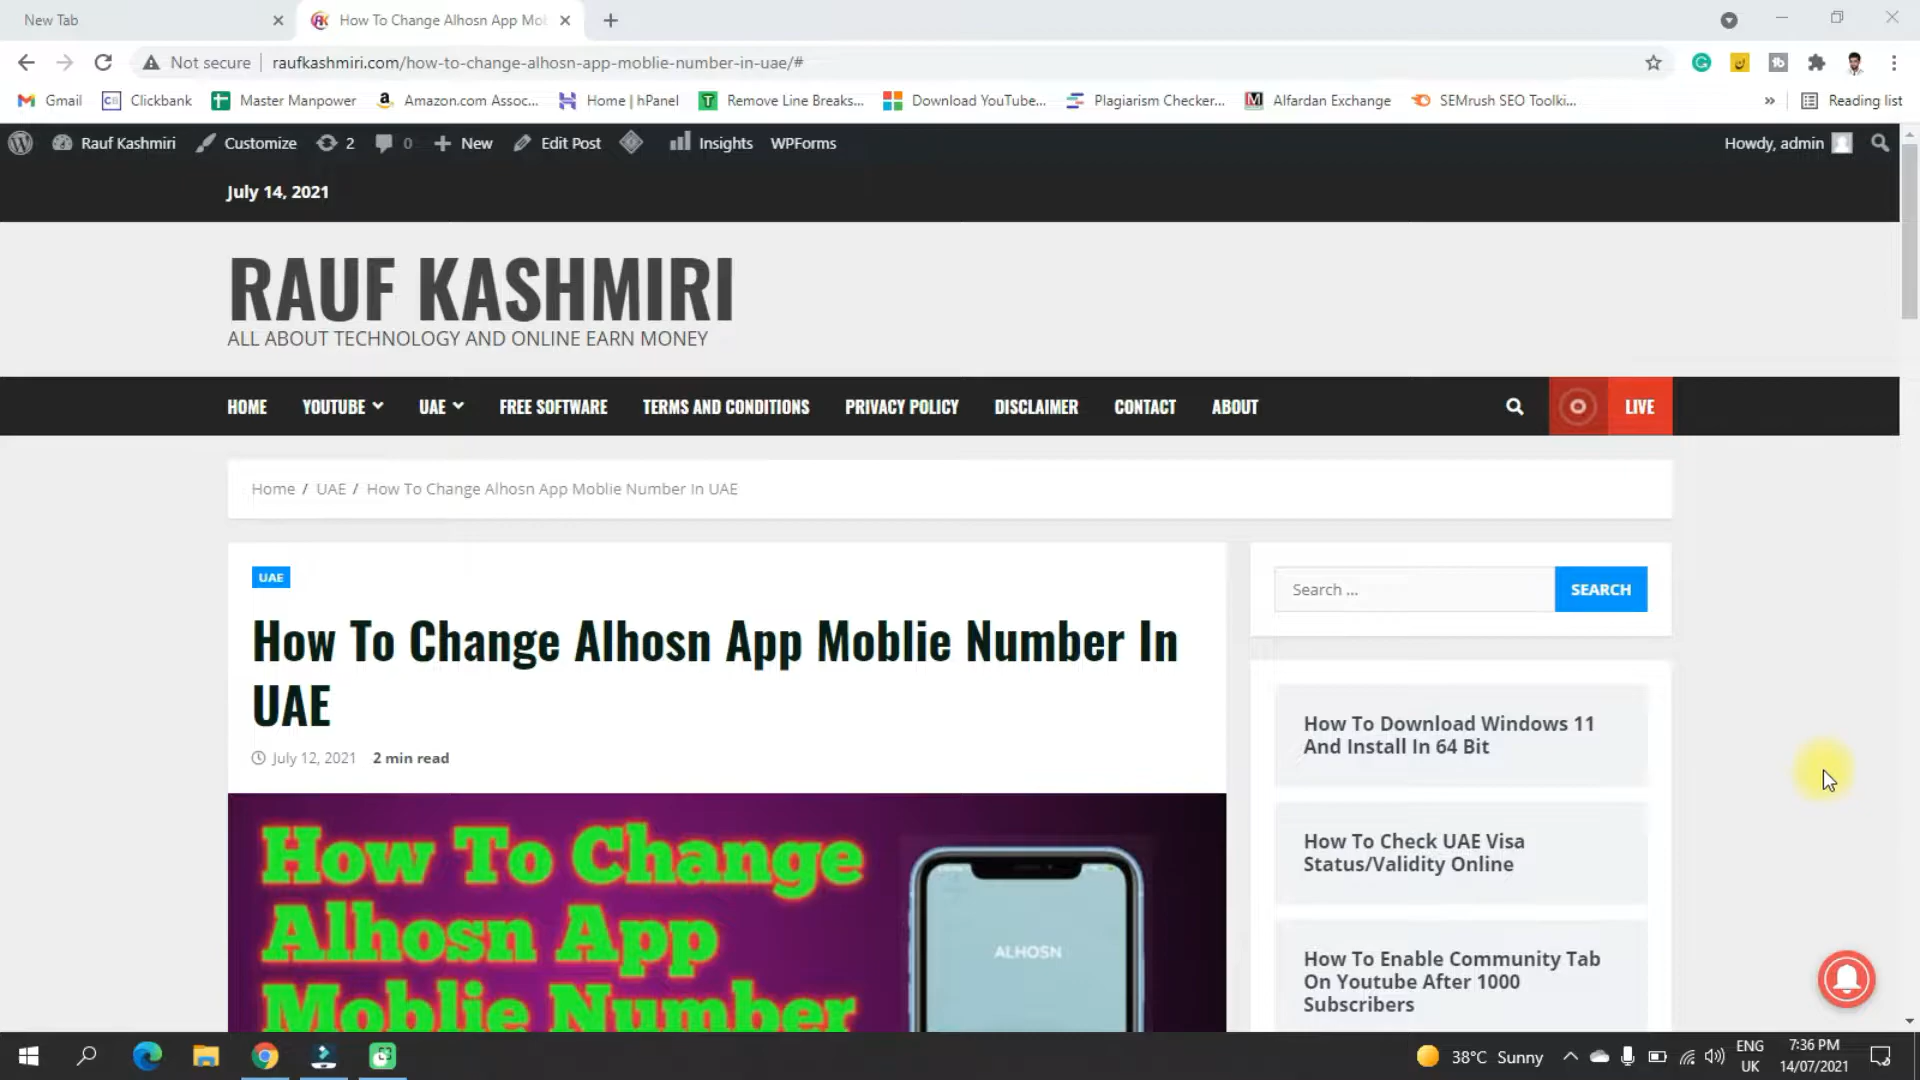 New Tab
How To Change Alhosn App Mob
Not secure
raufkashmiri.com/how-to-change-alhosn-app-moblie-number-in-uae/#
Gmail
Clickbank
Master Manpower
Amazon.com Assoc...
Home | hPanel
Remove Line Breaks...
Download YouTube...
Plagiarism Checker...
Alfardan Exchange
SEMrush SEO Toolki...
»
Reading list
Rauf Kashmiri
Customize
2
0
New
Edit Post
Insights
WPForms
Howdy, admin
July 14, 2021
RAUF KASHMIRI
ALL ABOUT TECHNOLOGY AND ONLINE EARN MONEY
HOME
YOUTUBE
UAE
FREE SOFTWARE
TERMS AND CONDITIONS
PRIVACY POLICY
DISCLAIMER
CONTACT
ABOUT
LIVE
Home / UAE / How To Change Alhosn App Moblie Number In UAE
UAE
How To Change Alhosn App Moblie Number In
UAE
July 12, 2021 2 min read
How To Change
Alhosn App
Moblie Number
ALHOSN
Search ...
SEARCH
How To Download Windows 11
And Install In 64 Bit
How To Check UAE Visa
Status/Validity Online
How To Enable Community Tab
On Youtube After 1000
Subscribers
38°C Sunny
ENG
UK
7:36 PM
14/07/2021